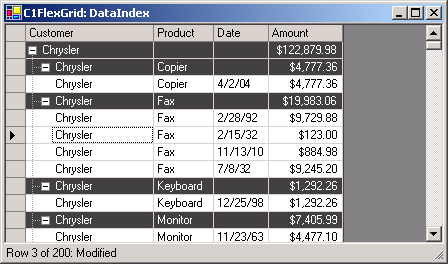 C1FlexGrid: DataIndex
Customer Product Date Amount
Chrysler $122,879.98
Chrysler Copier $4,777.36
Chrysler Copier 4/2/04 $4,777.36
Chrysler Fax $19,983.06
Chrysler Fax 2/28/92 $9,729.88
Chrysler Fax 2/15/32 $123.00
Chrysler Fax 11/13/10 $884.98
Chrysler Fax 7/8/32 $9,245.20
Chrysler Keyboard $1,292.26
Chrysler Keyboard 12/25/98 $1,292.26
Chrysler Monitor $7,405.99
Chrysler Monitor 11/23/63 $4,477.10
Row 3 of 200: Modified